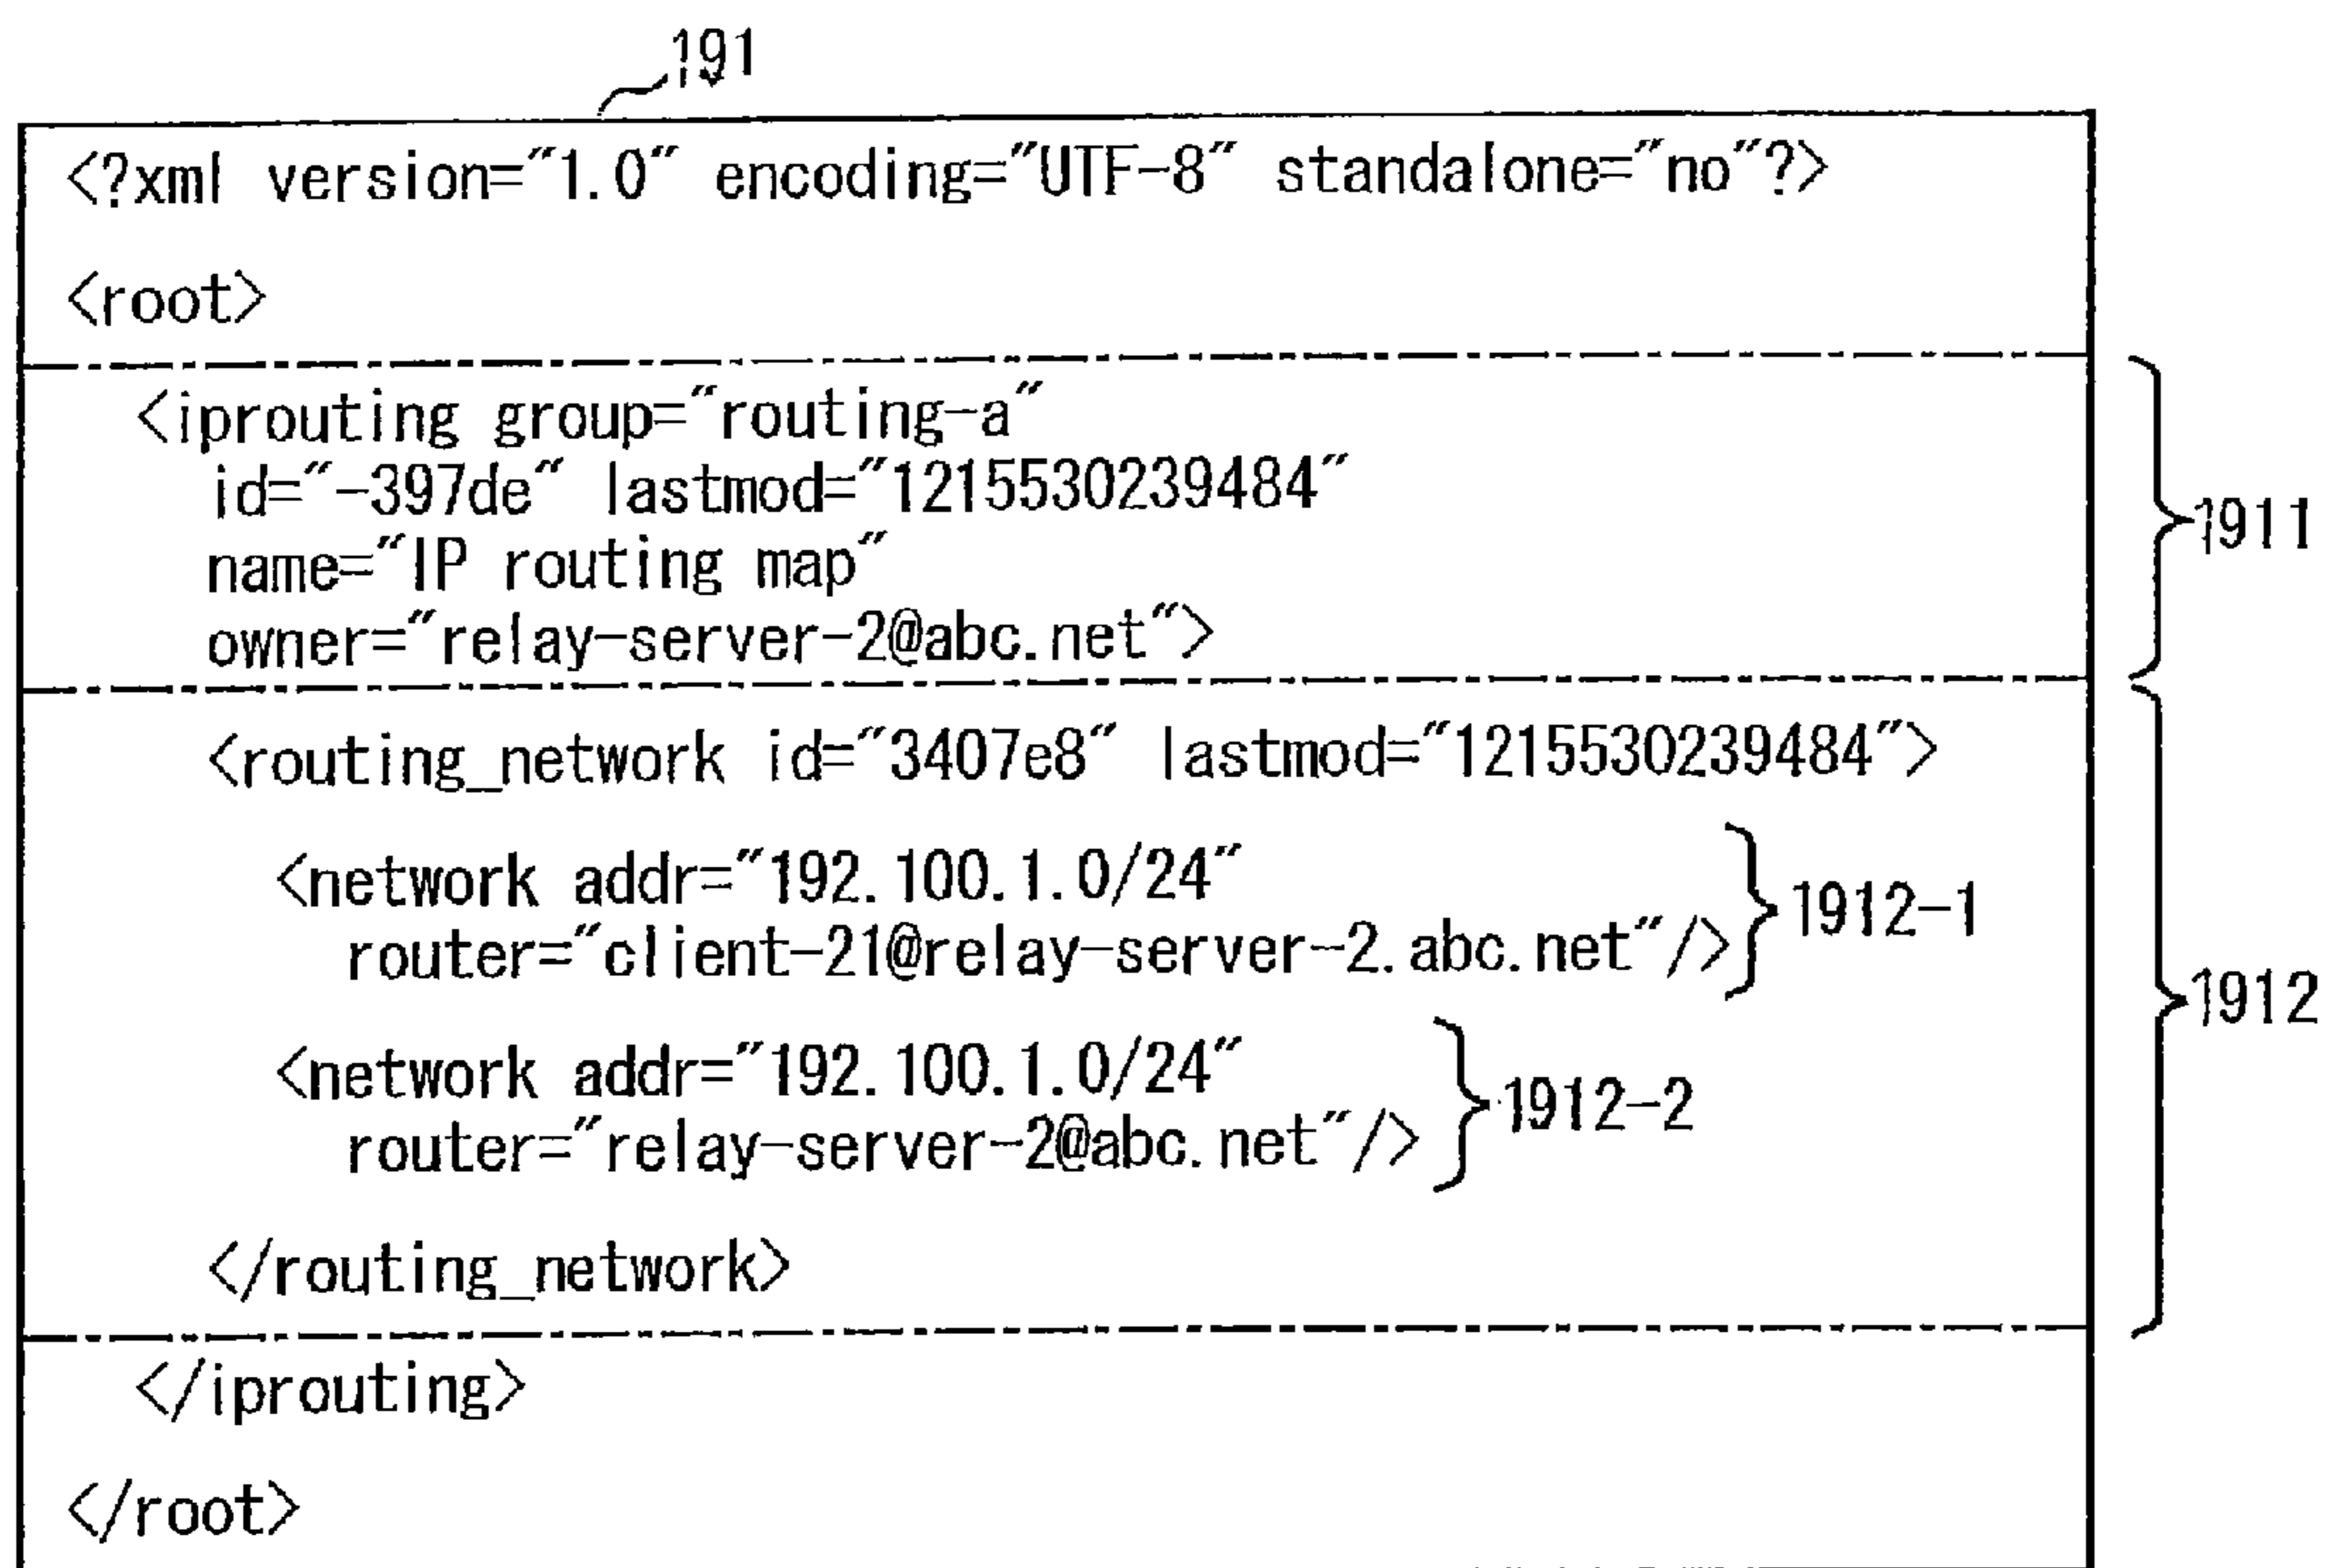 191
<?xml version="1.0" encoding="UTF-8" standalone="no"?>
<root>
<iprouting group="routing-a"
id="-397de" lastmod="1215530239484"
name="IP routing map"
owner="relay-server-2@abc.net">
1911
<routing_network id="3407e8" lastmod="1215530239484">
<network addr="192.100.1.0/24"
router="client-21@relay-server-2.abc.net"/>
1912-1
1912
<network addr="192.100.1.0/24"
router="relay-server-2@abc.net"/>
1912-2
</routing_network>
</iprouting>
</root>